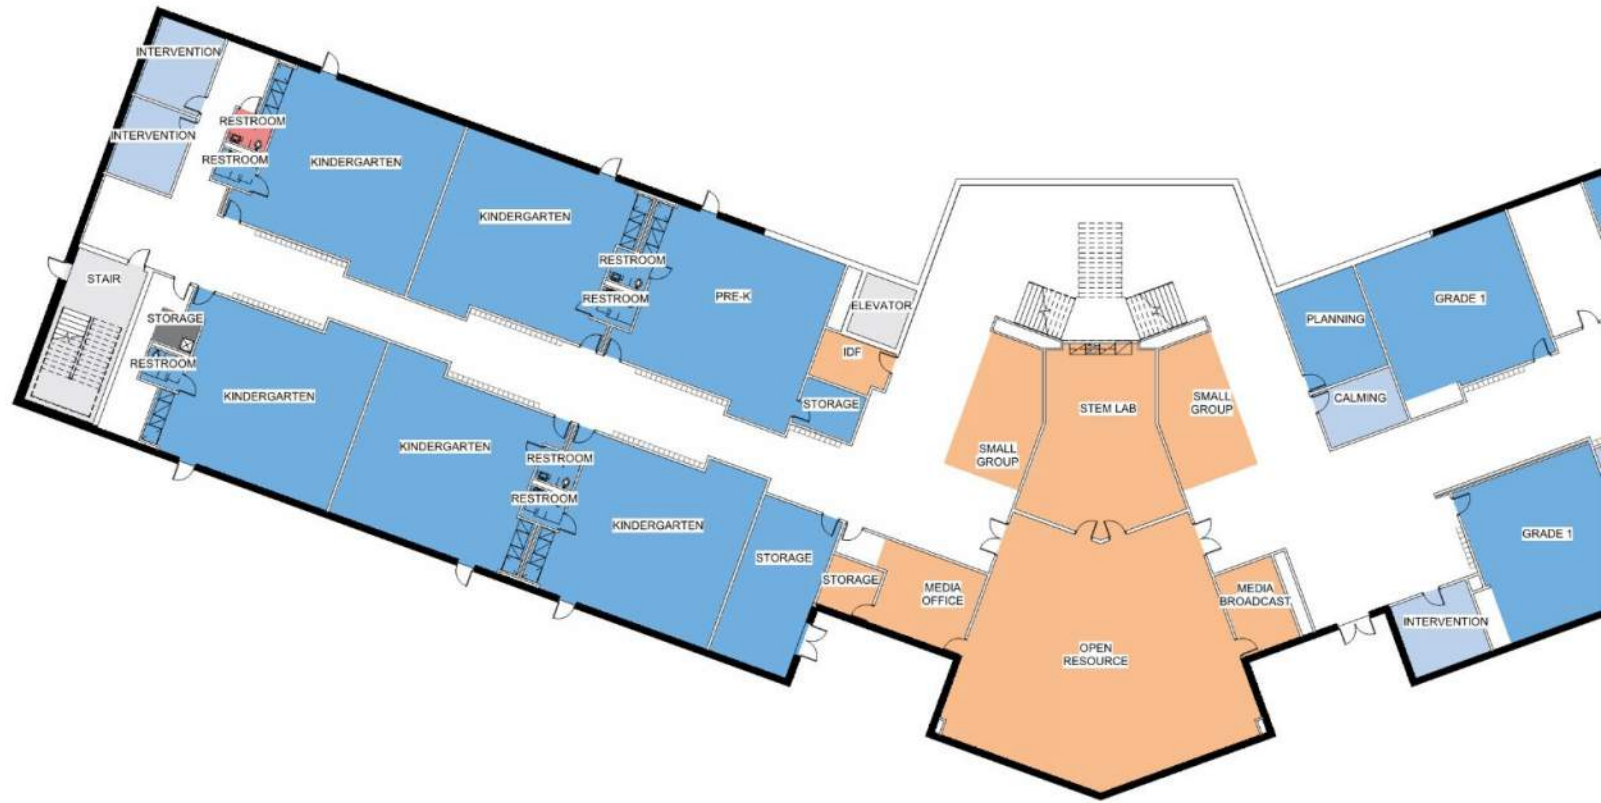 INTERVENTION
INTERVENTION
RESTROOM
RESTROOM
KINDERGARTEN
KINDERGARTEN
RESTROOM
RESTROOM
PRE-K
ELEVATOR
IDF
STORAGE
STAIR
STORAGE
RESTROOM
KINDERGARTEN
KINDERGARTEN
RESTROOM
RESTROOM
KINDERGARTEN
STORAGE
STORAGE
MEDIA
OFFICE
SMALL
GROUP
STEM LAB
SMALL
GROUP
OPEN
RESOURCE
MEDIA
BROADCAST
PLANNING
CALMING
GRADE 1
GRADE 1
INTERVENTION